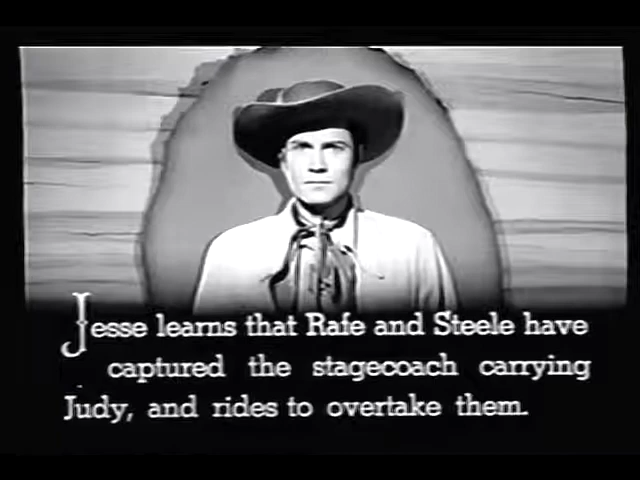 Jesse learns that Rafe and Steele have
captured the stagecoach carrying
Judy, and rides to overtake them.